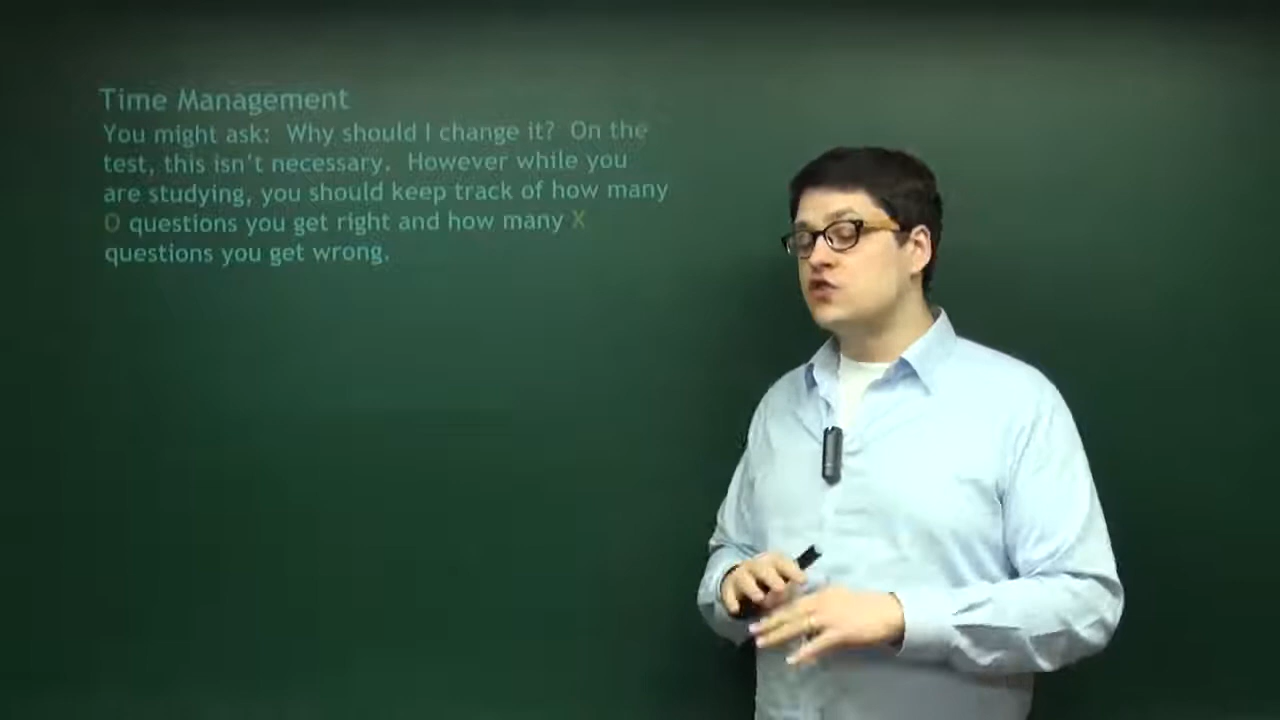 Time Management
You might ask: Why should I change it? On the
test, this isn't necessary. However while you
are studying, you should keep track of how many
O questions you get right and how many X
questions you get wrong.